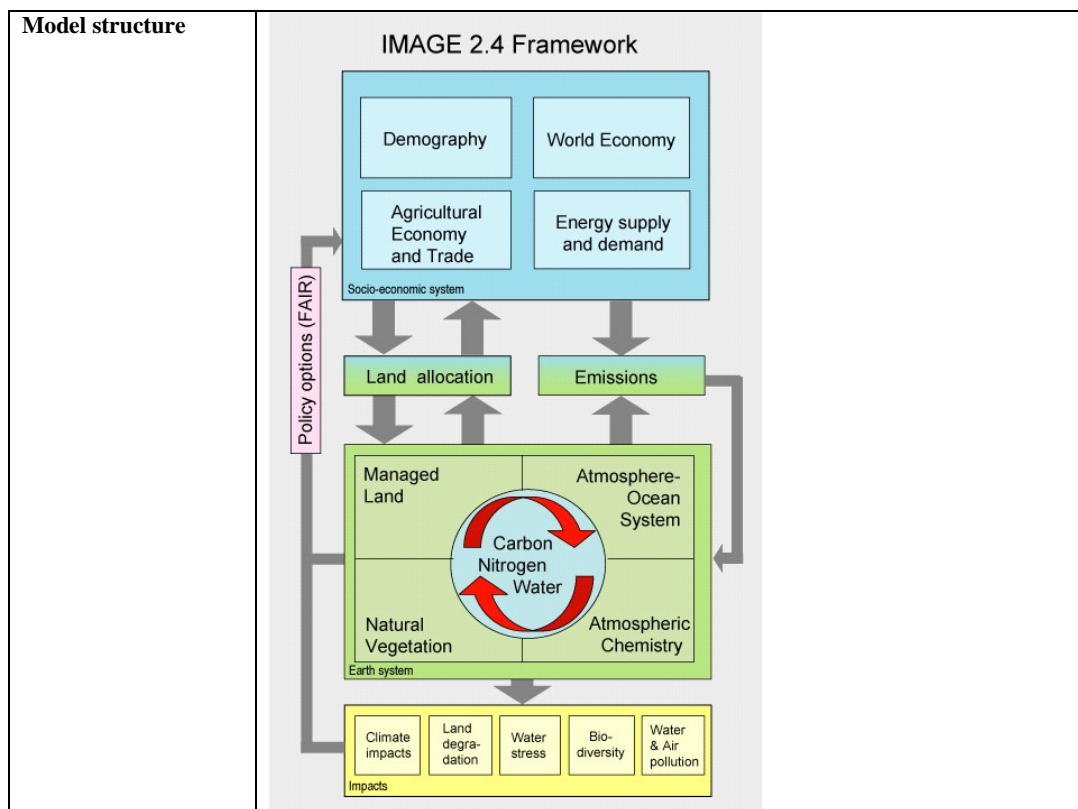 Model structure
IMAGE 2.4 Framework
Demography
World Economy
Agricultural
Economy
and Trade
Energy supply
and demand
Socio-economic system
Policy options (FAIR)
Land allocation
Emissions
Managed
Land
Atmosphere-
Ocean
System
Carbon
Nitrogen
Water
Natural
Vegetation
Atmospheric
Chemistry
Earth system
Climate
impacts
Land
degra-
dation
Water
stress
Bio-
diversity
Water
& Air
pollution
Impacts